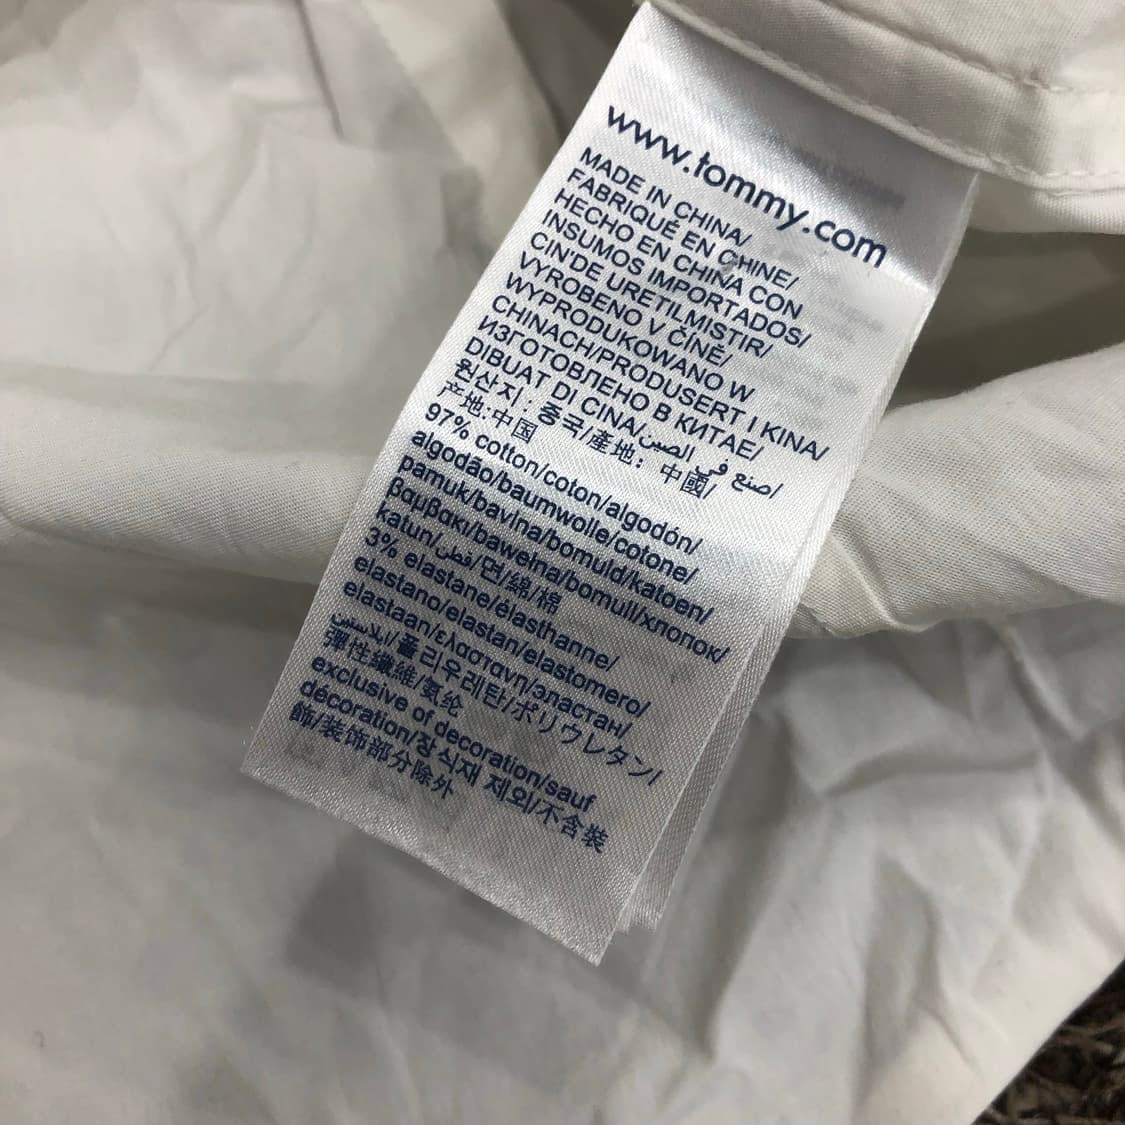 www.tommy.com
MADE IN CHINA/
FABRIQUÉ EN CHINE/
HECHO EN CHINA CON
INSUMOS IMPORTADOS/
CIN'DE URETILMISTIR/
VYROBENO V ČÍNĚ/
WYPRODUKOWANO W
CHINACH/PRODUSERT I KINA/
ИЗГОТОВЛЕНО В КИТАЕ/
DIBUAT DI CINA/اصنع في الصين
원산지: 중국/產地: 中國/
产地:中国
97% cotton/coton/algodón/
algodão/baumwolle/cotone/
pamuk/bavlna/bomuld/katoen/
βαμβακι/bawełna/bomull/хлопок/
katun/قطن/면/綿/棉
3% elastane/élasthanne/
elastano/elastan/elastomero/
elastaan/ελασταvη/эластан/
ايلاستين/폴리우레탄/ポリウレタン/
彈性纖維/氨纶
exclusive of decoration/sauf
décoration/장식재 제외/不含裝
飾/装饰部分除外